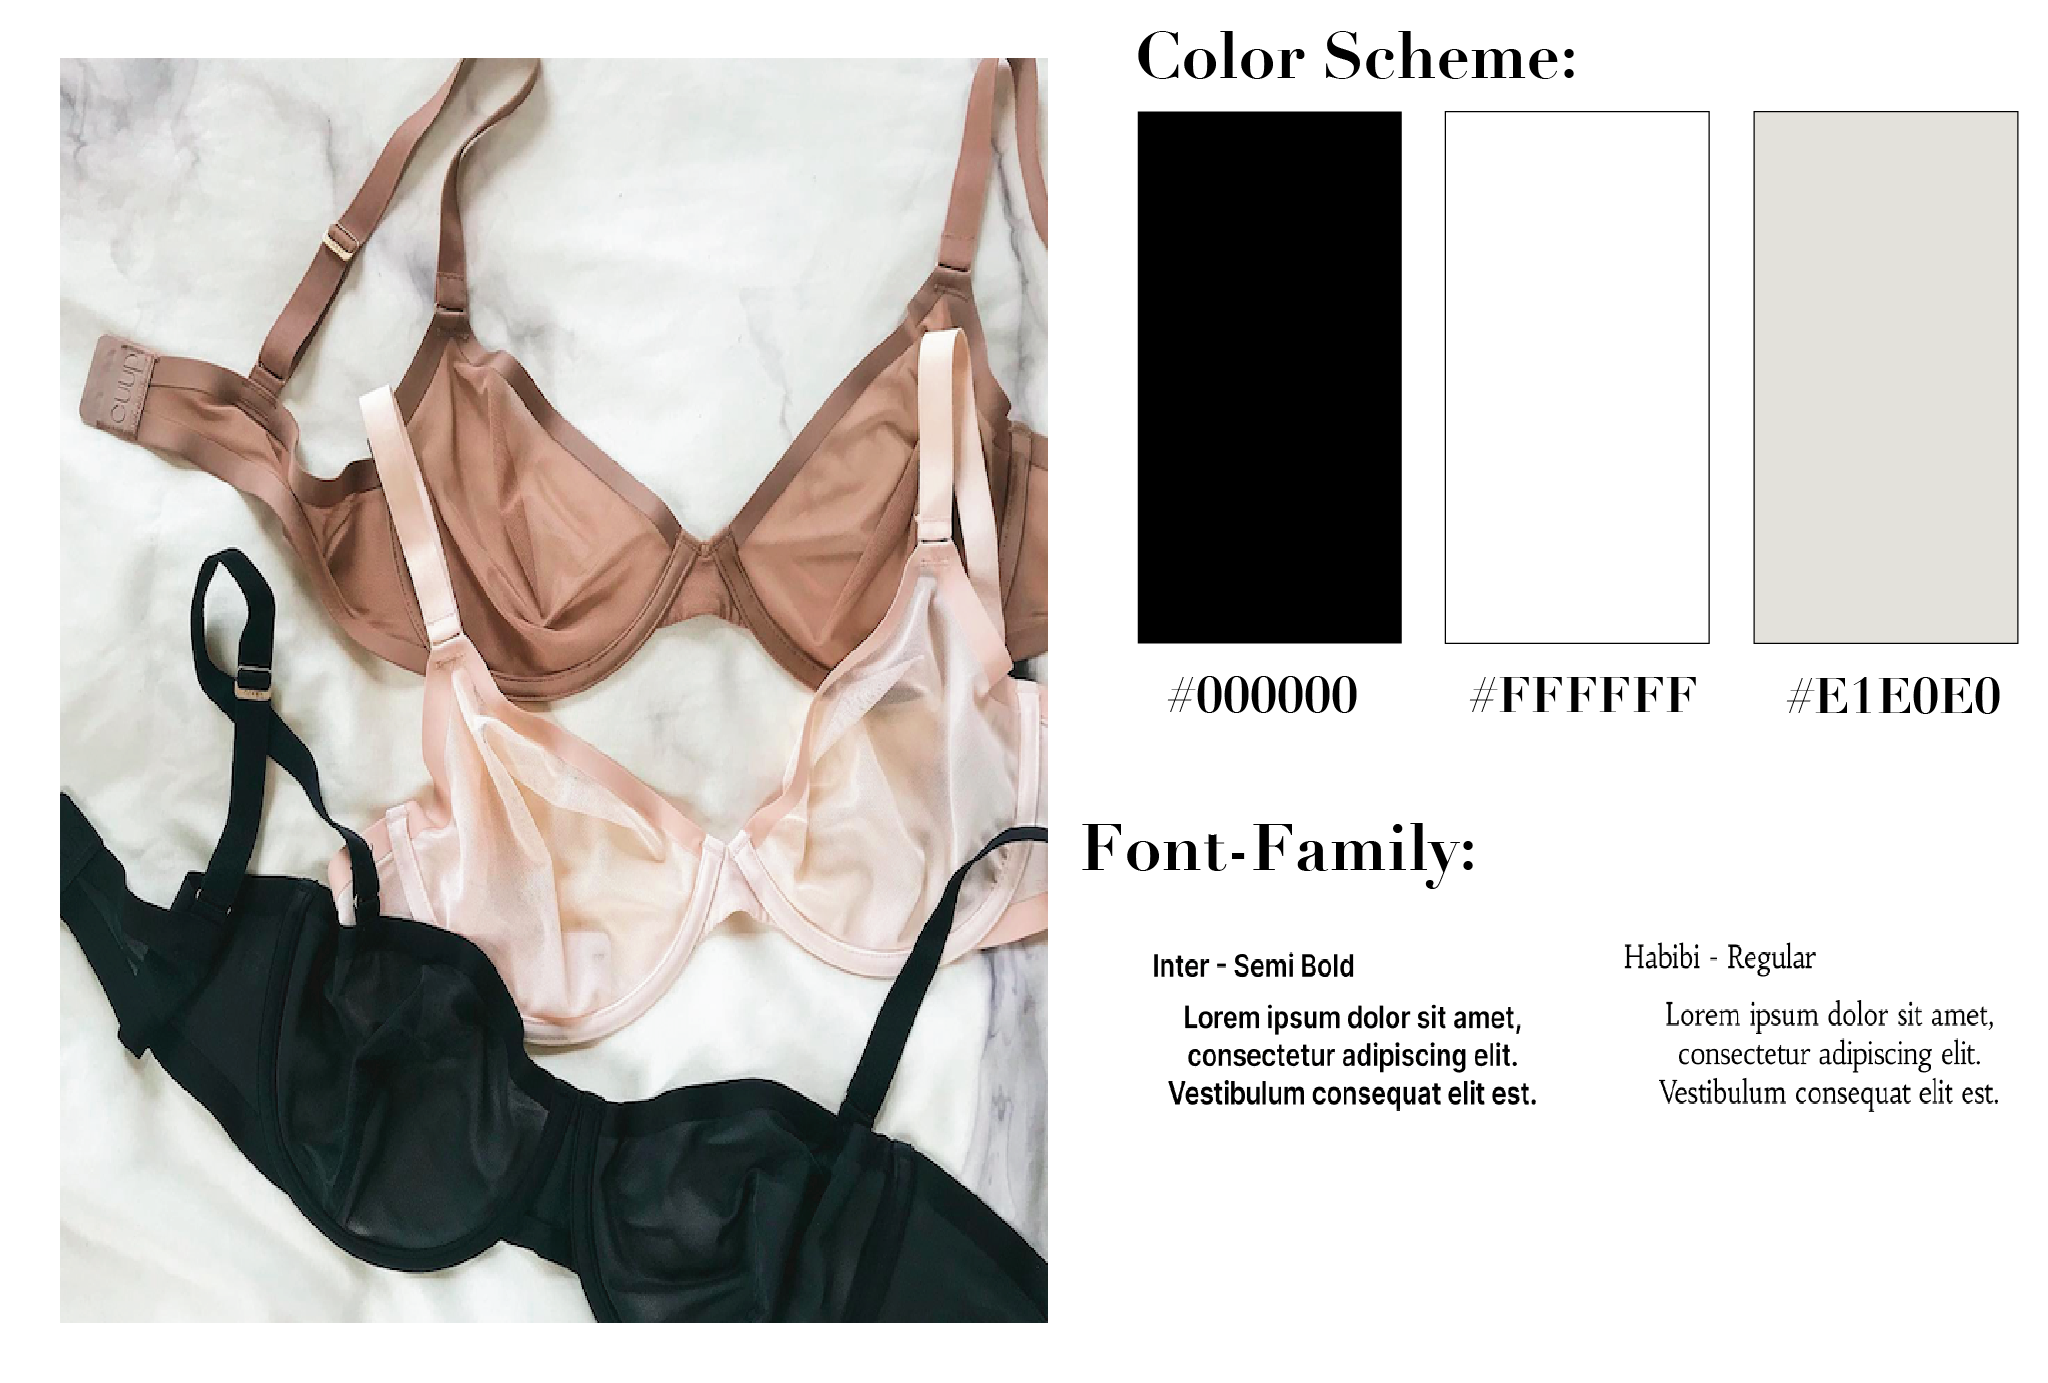 cuup
Color Scheme:
#000000
#FFFFFF
#E1E0E0
Font-Family:
Inter - Semi Bold
Lorem ipsum dolor sit amet,
consectetur adipiscing elit.
Vestibulum consequat elit est.
Habibi - Regular
Lorem ipsum dolor sit amet,
consectetur adipiscing elit.
Vestibulum consequat elit est.